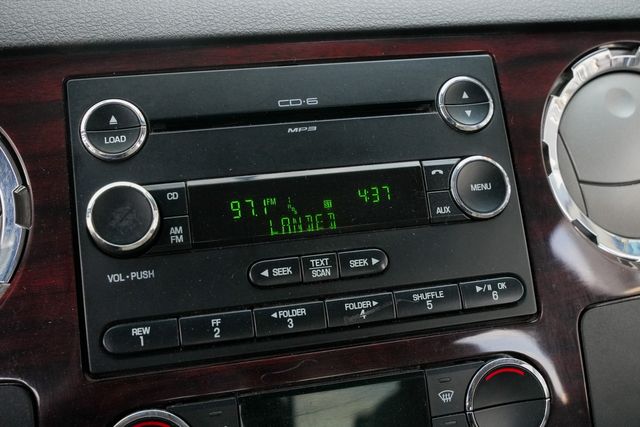 CD·6
MP3
LOAD
CD
97.1 FM 4:37
LANDED
MENU
AM
FM
AUX
VOL·PUSH
SEEK
TEXT
SCAN
SEEK
REW
1
FF
2
FOLDER
3
FOLDER
4
SHUFFLE
5
OK
6